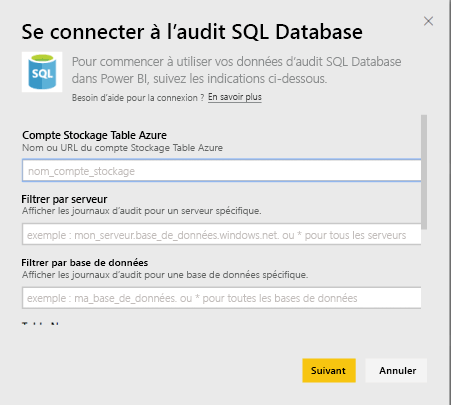 Se connecter à l'audit SQL Database
SQL
Pour commencer à utiliser vos données d'audit SQL Database
dans Power BI, suivez les indications ci-dessous.
Besoin d'aide pour la connexion ? En savoir plus
Compte Stockage Table Azure
Nom ou URL du compte Stockage Table Azure
nom_compte_stockage
Filtrer par serveur
Afficher les journaux d'audit pour un serveur spécifique.
exemple : mon_serveur.base_de_données.windows.net. ou * pour tous les serveurs
Filtrer par base de données
Afficher les journaux d'audit pour une base de données spécifique.
exemple : ma_base_de_données. ou * pour toutes les bases de données
Suivant Annuler